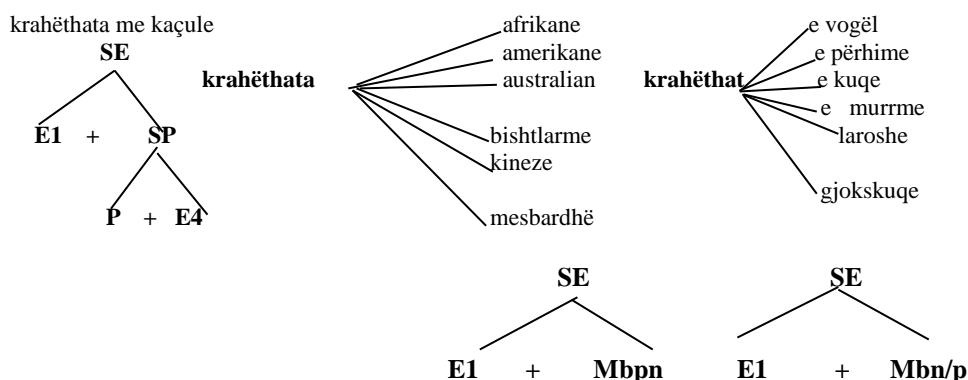 krahëthata me kaçule
SE
E1 + SP
P + E4
krahëthata
afrikane
amerikane
australian
bishtlarme
kineze
mesbardhë
krahëthat
e vogël
e përhime
e kuqe
e murrme
laroshe
gjokskuqe
SE
E1 + Mbpn
SE
E1 + Mbn/p